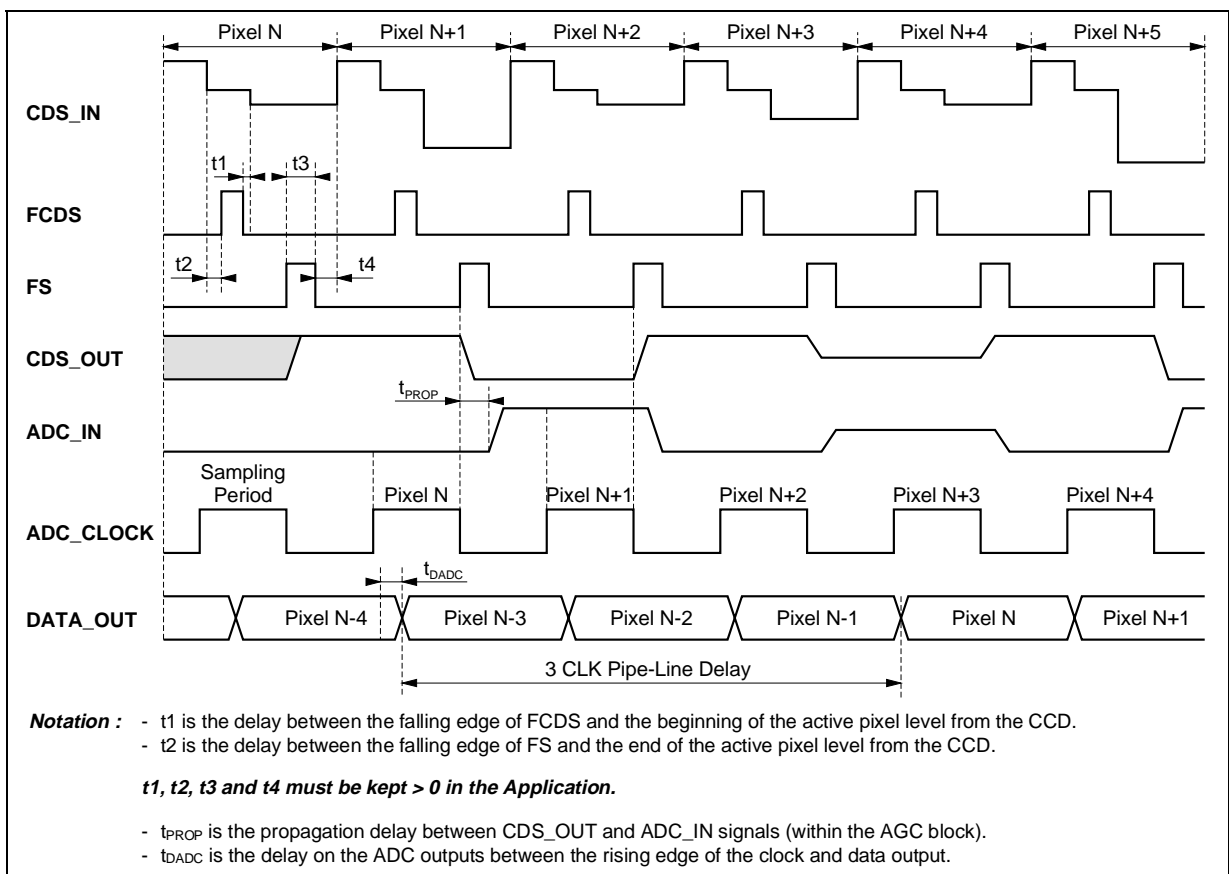 Pixel N Pixel N+1 Pixel N+2 Pixel N+3 Pixel N+4 Pixel N+5
CDS_IN
t1 t3
FCDS
t2 t4
FS
CDS_OUT
tPROP
ADC_IN
Sampling
Period Pixel N Pixel N+1 Pixel N+2 Pixel N+3 Pixel N+4
ADC_CLOCK
tDADC
DATA_OUT Pixel N-4 Pixel N-3 Pixel N-2 Pixel N-1 Pixel N Pixel N+1
3 CLK Pipe-Line Delay
Notation : - t1 is the delay between the falling edge of FCDS and the beginning of the active pixel level from the CCD.
- t2 is the delay between the falling edge of FS and the end of the active pixel level from the CCD.
t1, t2, t3 and t4 must be kept > 0 in the Application.
- tPROP is the propagation delay between CDS_OUT and ADC_IN signals (within the AGC block).
- tDADC is the delay on the ADC outputs between the rising edge of the clock and data output.